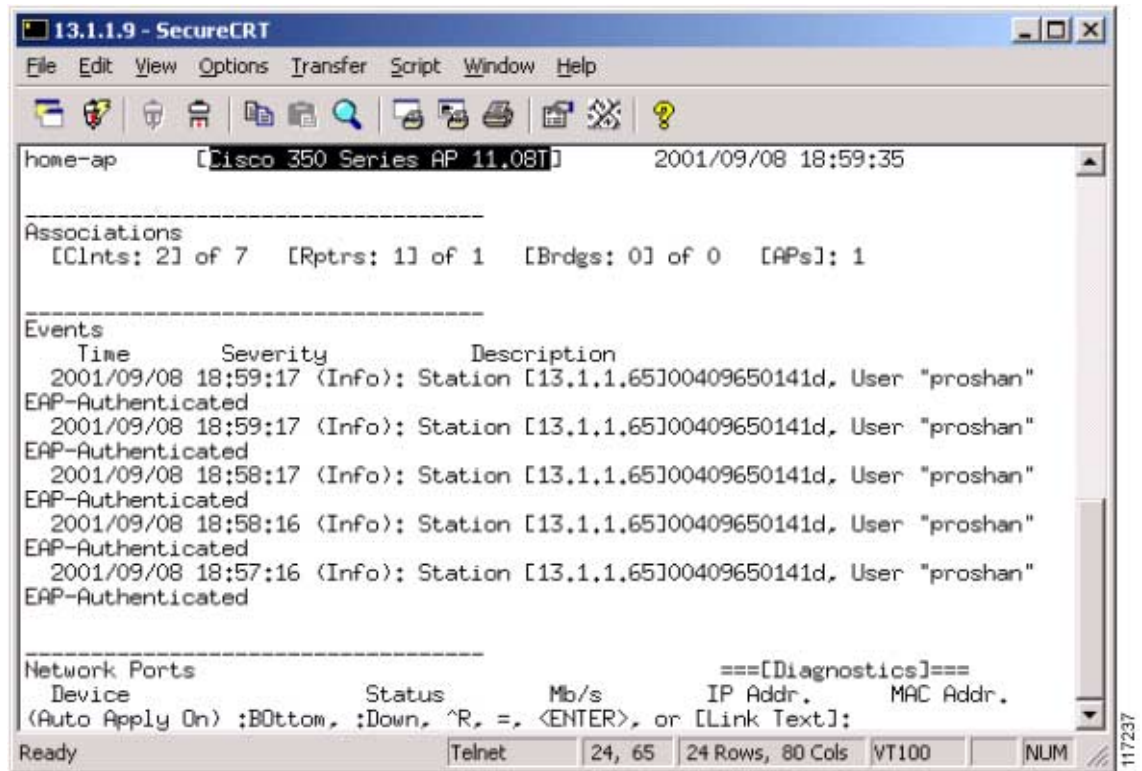 13.1.1.9 - SecureCRT
File Edit View Options Transfer Script Window Help
home-ap [Cisco 350 Series AP 11.08T] 2001/09/08 18:59:35
-----------------------------------
Associations
[Clnts: 2] of 7 [Rptrs: 1] of 1 [Brdgs: 0] of 0 [APs]: 1
-----------------------------------
Events
Time Severity Description
2001/09/08 18:59:17 (Info): Station [13.1.1.65]00409650141d, User "proshan"
EAP-Authenticated
2001/09/08 18:59:17 (Info): Station [13.1.1.65]00409650141d, User "proshan"
EAP-Authenticated
2001/09/08 18:58:17 (Info): Station [13.1.1.65]00409650141d, User "proshan"
EAP-Authenticated
2001/09/08 18:58:16 (Info): Station [13.1.1.65]00409650141d, User "proshan"
EAP-Authenticated
2001/09/08 18:57:16 (Info): Station [13.1.1.65]00409650141d, User "proshan"
EAP-Authenticated
-----------------------------------
Network Ports ===[Diagnostics]===
Device Status Mb/s IP Addr. MAC Addr.
(Auto Apply On) :BOttom, :Down, ^R, =, <ENTER>, or [Link Text]:
Ready Telnet 24, 65 24 Rows, 80 Cols VT100 NUM
117237